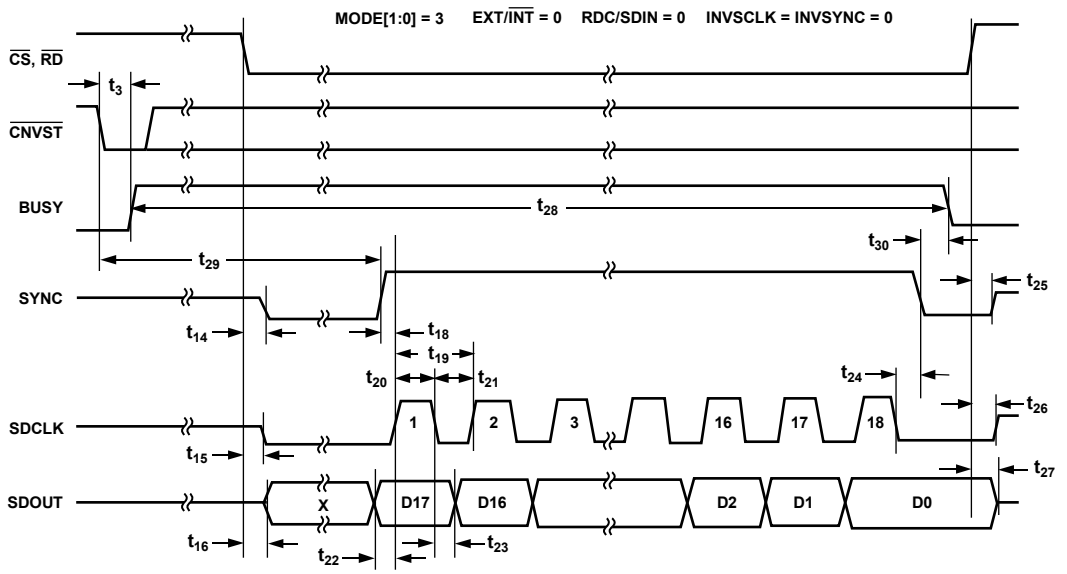 MODE[1:0] = 3 EXT/INT = 0 RDC/SDIN = 0 INVSCLK = INVSYNC = 0
CS, RD
t3
CNVST
BUSY
t28
t30
t29
t25
SYNC
t14
t18
t19
t20
t21
t24
t26
SDCLK
1
2
3
16
17
18
t15
t27
SDOUT
X
D17
D16
D2
D1
D0
t16
t22
t23